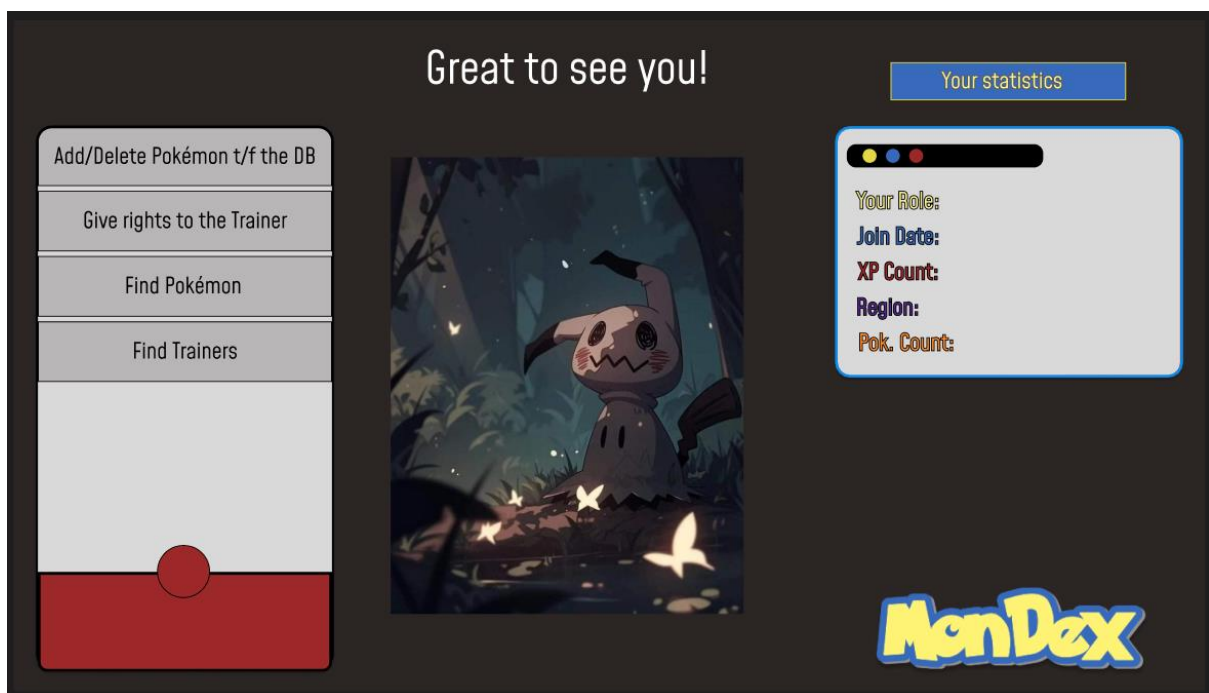 Great to see you!
Your statistics
Add/Delete Pokémon t/f the DB
Give rights to the Trainer
Find Pokémon
Find Trainers
Your Role:
Join Date:
XP Count:
Region:
Pok. Count:
MonDex